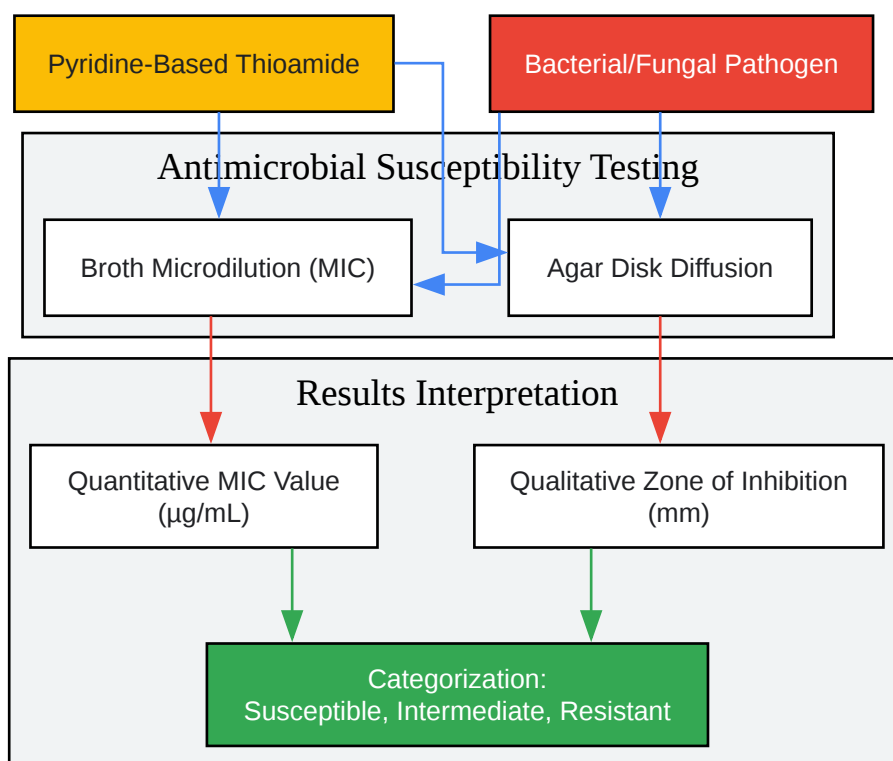 Pyridine-Based Thioamide
Bacterial/Fungal Pathogen
Antimicrobial Susceptibility Testing
Broth Microdilution (MIC)
Agar Disk Diffusion
Results Interpretation
Quantitative MIC Value
(µg/mL)
Qualitative Zone of Inhibition
(mm)
Categorization:
Susceptible, Intermediate, Resistant